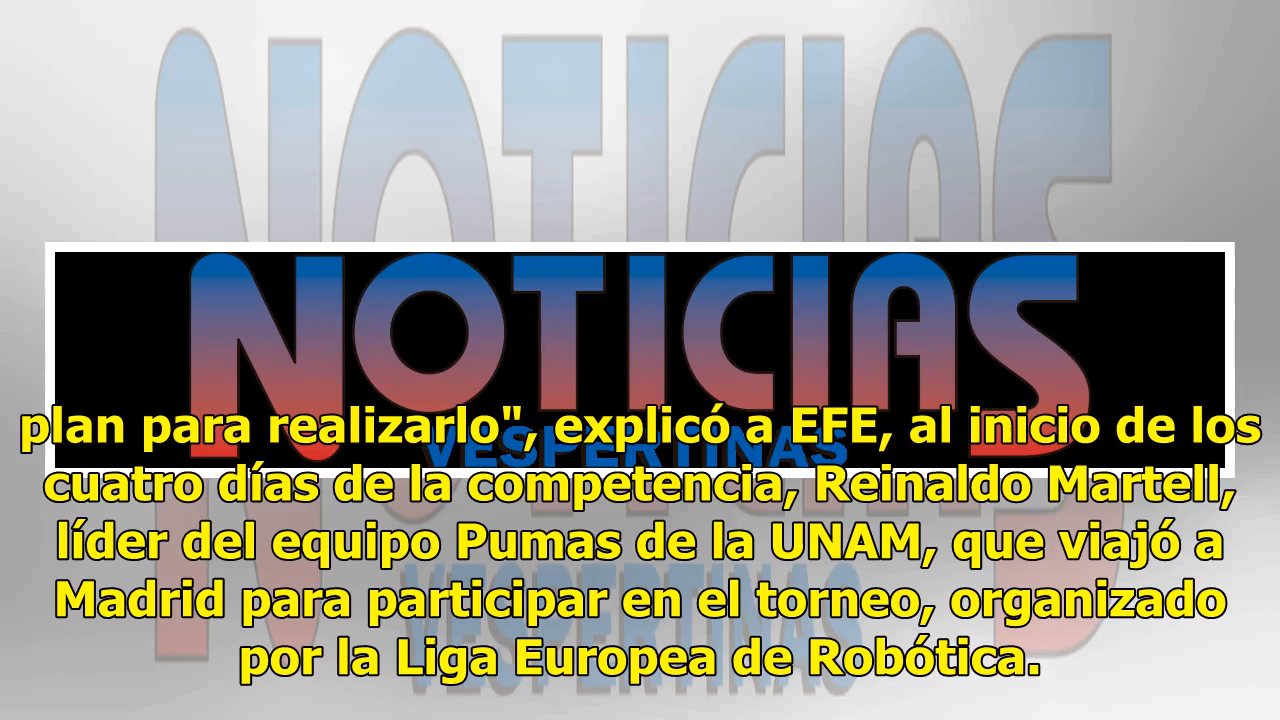 NOTICIAS
VESPERTINAS
NOTICIAS
VESPERTINAS
plan para realizarlo", explicó a EFE, al inicio de los
cuatro días de la competencia, Reinaldo Martell,
líder del equipo Pumas de la UNAM, que viajó a
Madrid para participar en el torneo, organizado
por la Liga Europea de Robótica.